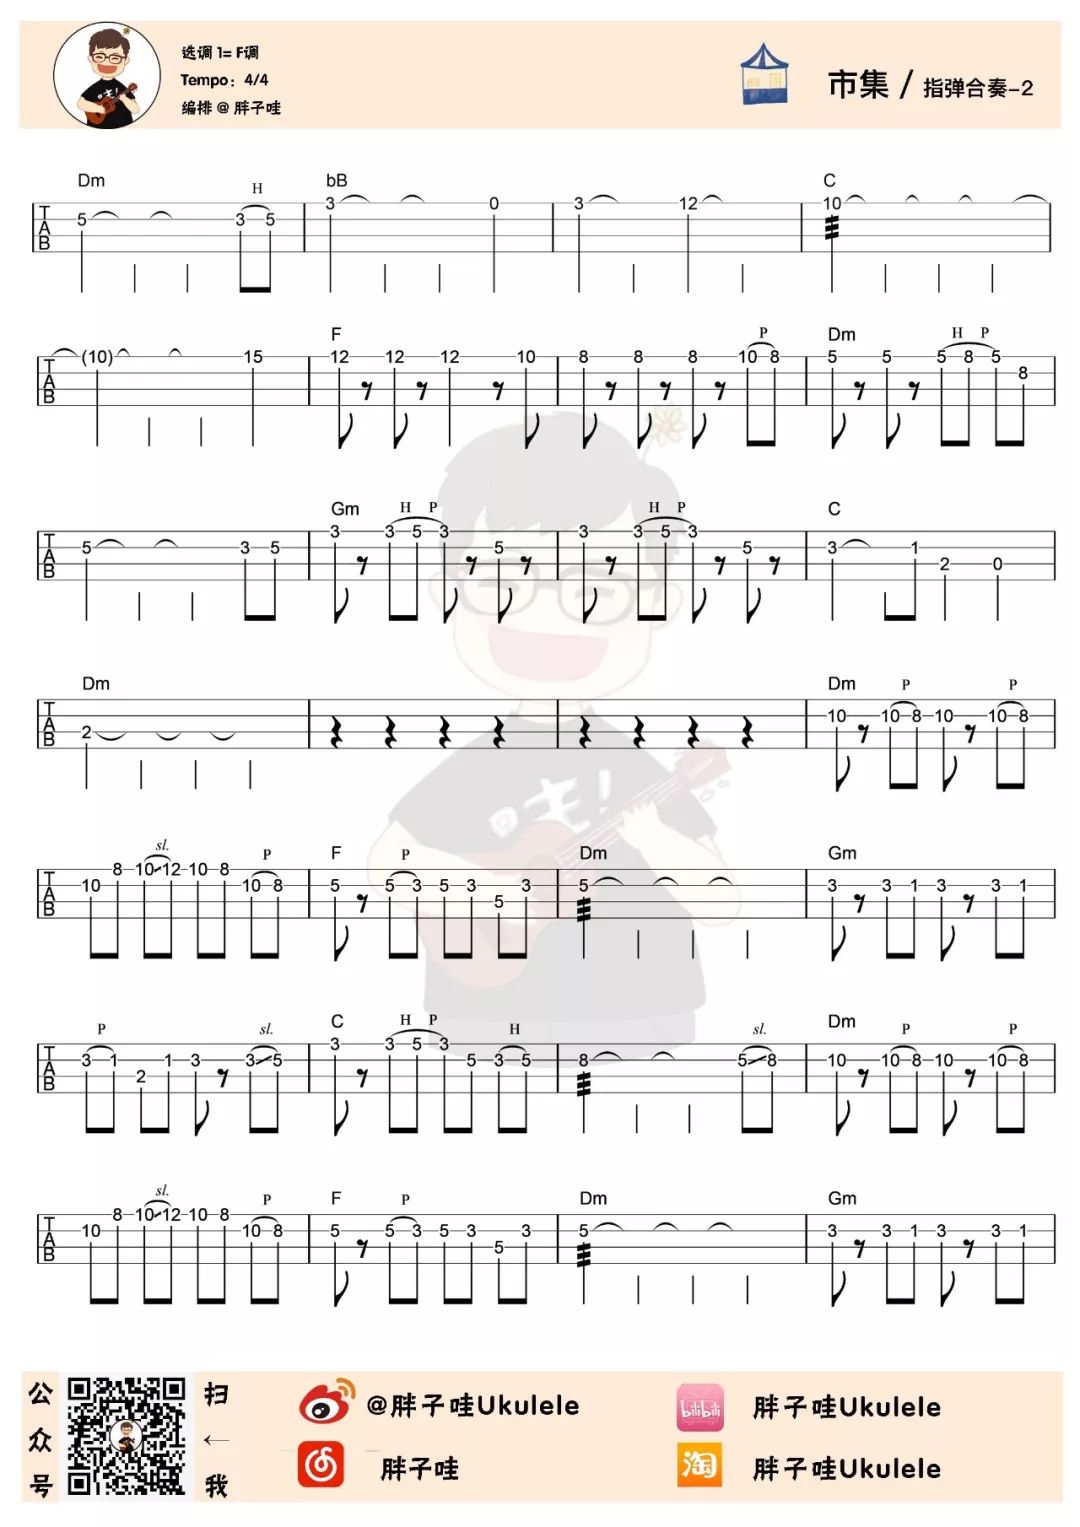 选调 1= F调
Tempo: 4/4
编排 @ 胖子哇
市集 / 指弹合奏-2
Dm H bB C
T A B 5 3 5 3 0 3 12 10
F P Dm H P
T A B (10) 15 12 12 12 10 8 8 8 10 8 5 5 5 8 5 8
Gm H P H P C
T A B 5 3 5 3 3 5 3 5 3 3 5 3 5 3 1 2 0
Dm Dm P P
T A B 2 10 10 8 10 10 8
sl. P F P Dm Gm
T A B 10 8 10 12 10 8 10 8 5 5 3 5 3 5 3 5 3 3 1 3 3 1
P sl. C H P H sl. Dm P P
T A B 3 1 2 1 3 3 5 3 3 5 3 5 3 5 8 5 8 10 10 8 10 10 8
sl. P F P Dm Gm
T A B 10 8 10 12 10 8 10 8 5 5 3 5 3 5 3 5 3 3 1 3 3 1
哇!
公众号
扫←我
@胖子哇Ukulele
胖子哇
bilibili
胖子哇Ukulele
淘
胖子哇Ukulele